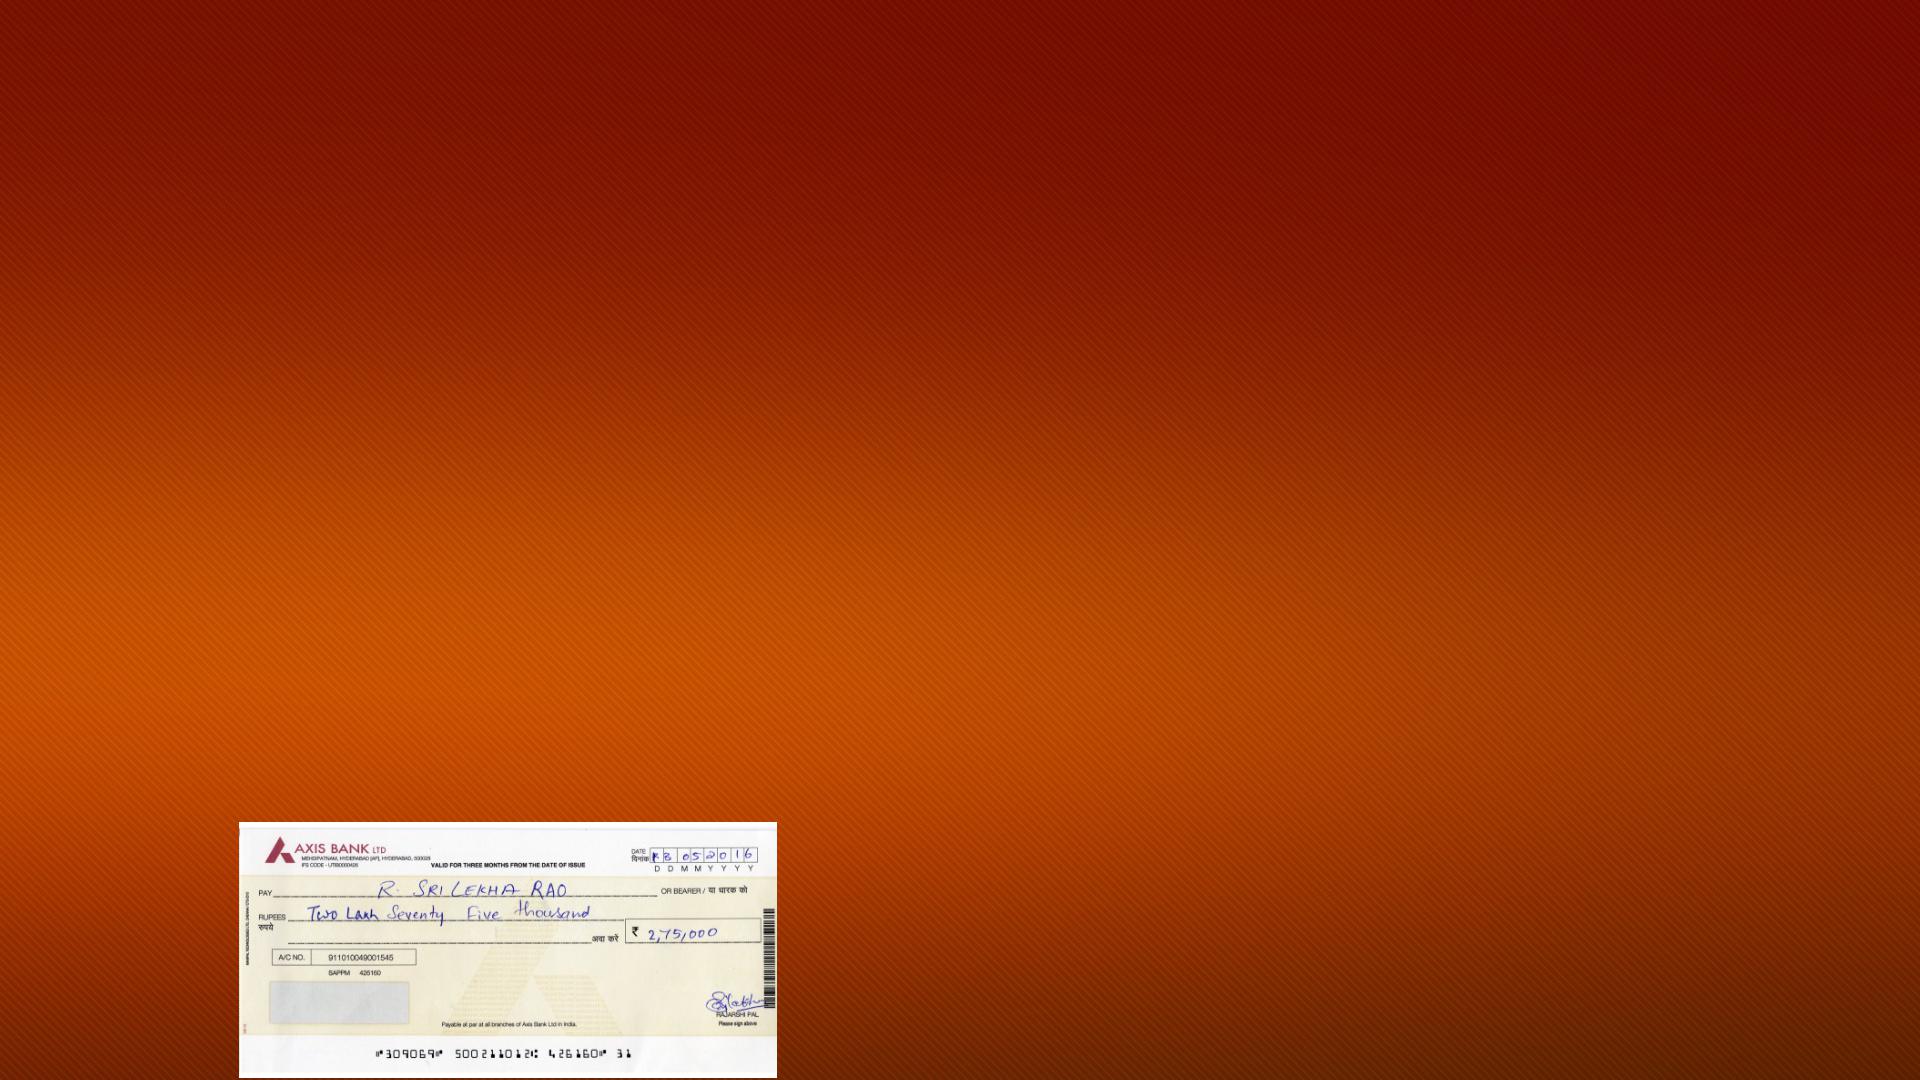 AXIS BANK LTD
MEHDIPATNAM, HYDERABAD [AP], HYDERABAD, 500028
IFS CODE - UTIB0000426
VALID FOR THREE MONTHS FROM THE DATE OF ISSUE
DATE
दिनांक 05 2016
D D M M Y Y Y Y
PAY R. SRILEKHA RAO OR BEARER / या धारक को
RUPEES Two Lakh Seventy Five thousand
रुपये
अदा करें ₹ 2,75,000
A/C NO. 911010049001545
SAPPM 426160
RAJARSHI PAL
Please sign above
Payable at par at all branches of Axis Bank Ltd in India.
⑈309069⑈ 500211012⑆ 426160⑈ 31